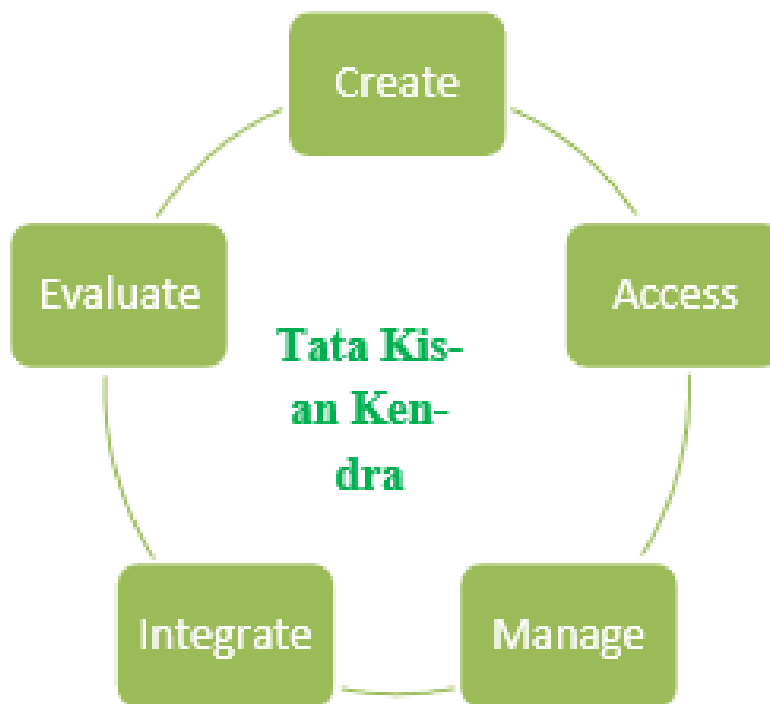 Create
Access
Manage
Integrate
Evaluate
Tata Kis-
an Ken-
dra